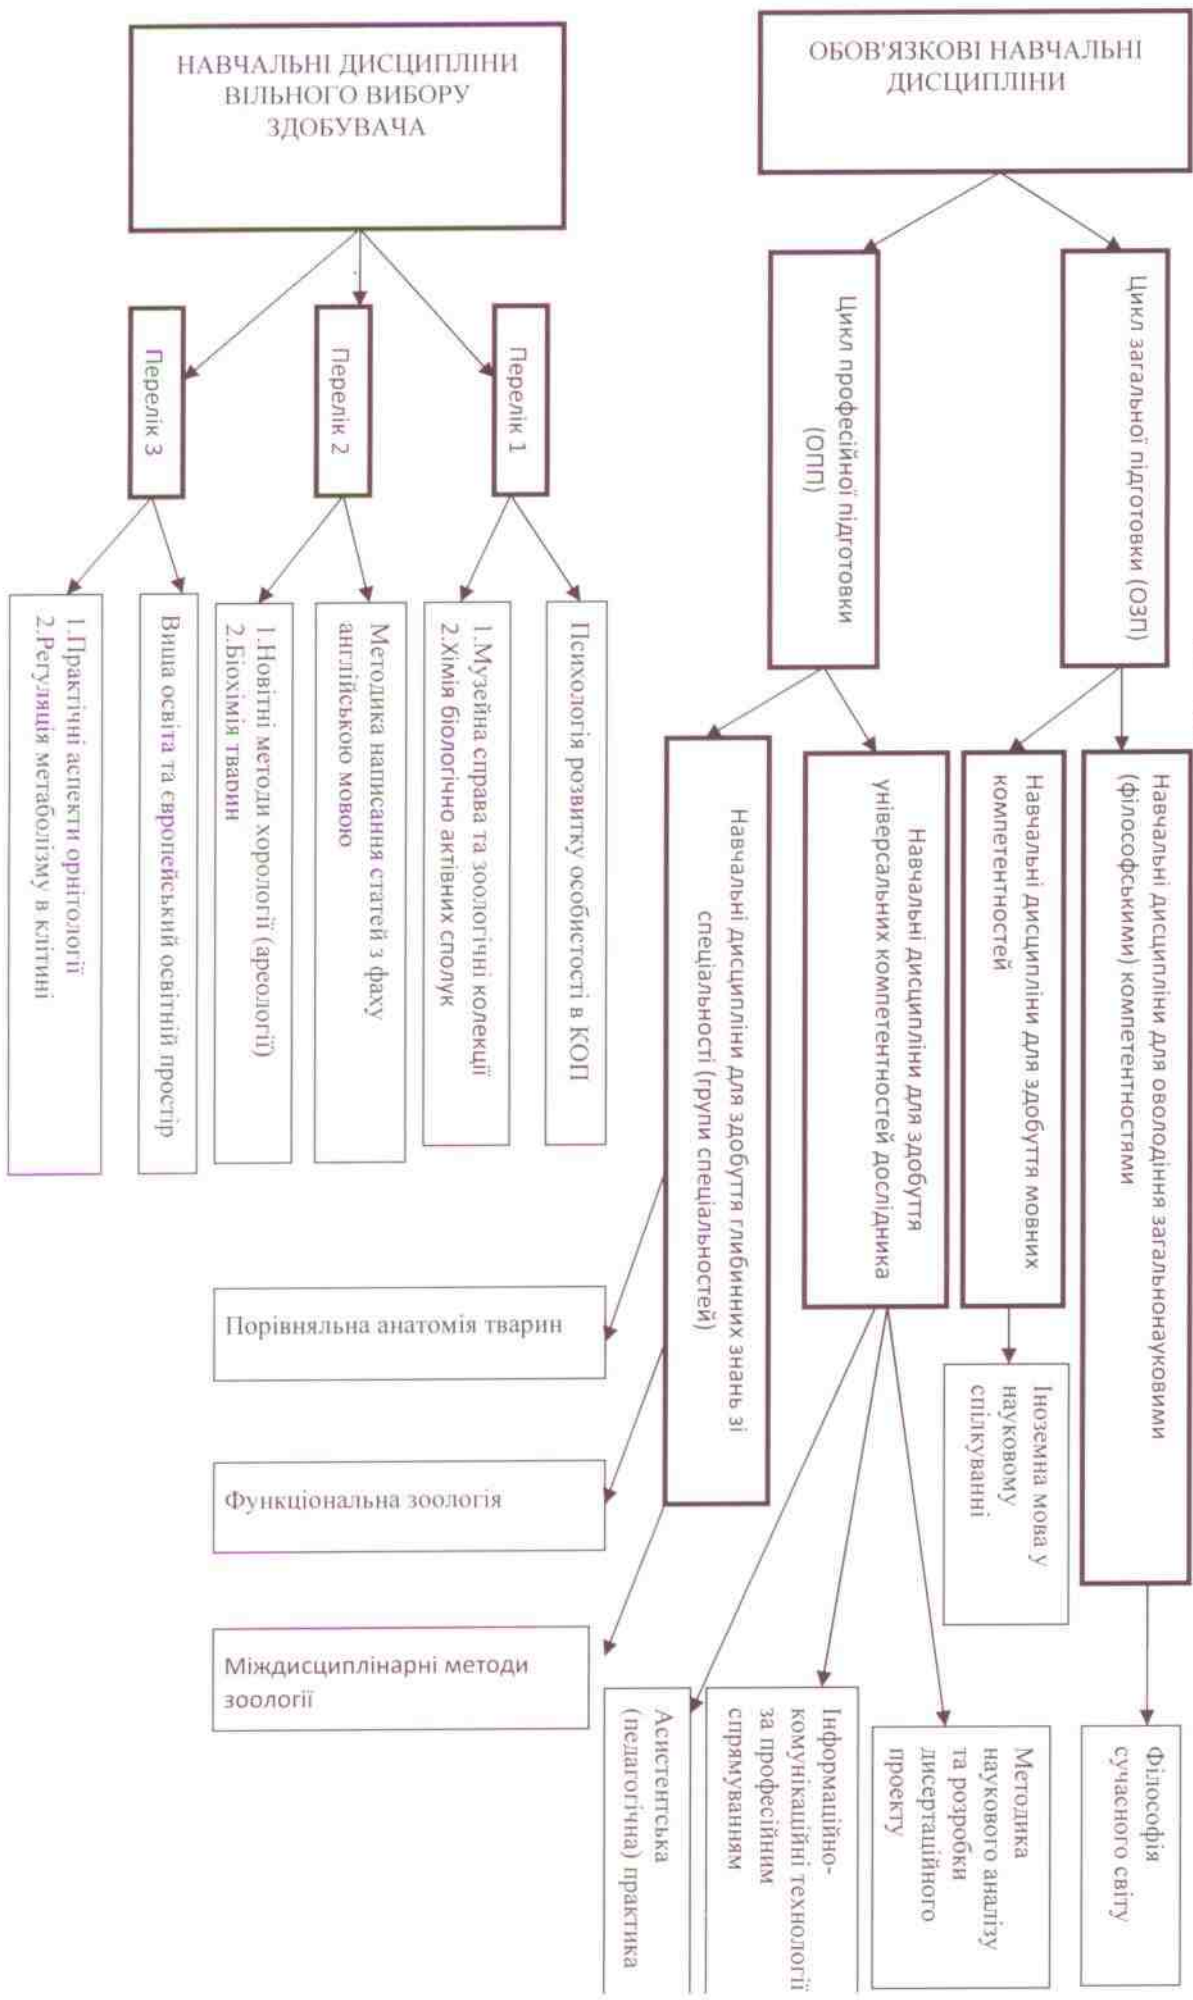 ОБОВ'ЯЗКОВІ НАВЧАЛЬНІ
ДИСЦИПЛІНИ
Цикл загальної підготовки (ОЗП)
Навчальні дисципліни для оволодіння загальнонауковими
(філософськими) компетентностями
Філософія
сучасного світу
Навчальні дисципліни для здобуття мовних
компетентностей
Іноземна мова у
науковому
спілкуванні
Цикл професійної підготовки
(ОПП)
Навчальні дисципліни для здобуття
універсальних компетентностей дослідника
Методика
наукового аналізу
та розробки
дисертаційного
проекту
Інформаційно-
комунікаційні технології
за професійним
спрямуванням
Асистентська
(педагогічна) практика
Навчальні дисципліни для здобуття глибинних знань зі
спеціальності (групи спеціальностей)
Порівняльна анатомія тварин
Функціональна зоологія
Міждисциплінарні методи
зоології
НАВЧАЛЬНІ ДИСЦИПЛІНИ
ВІЛЬНОГО ВИБОРУ
ЗДОБУВАЧА
Перелік 1
Психологія розвитку особистості в КОП
1.Музейна справа та зоологічні колекції
2.Хімія біологічно активних сполук
Перелік 2
Методика написання статей з фаху
англійською мовою
1.Новітні методи хорології (ареології)
2.Біохімія тварин
Перелік 3
Вища освіта та європейський освітній простір
1.Практічні аспекти орнітології
2.Регуляція метаболізму в клітині